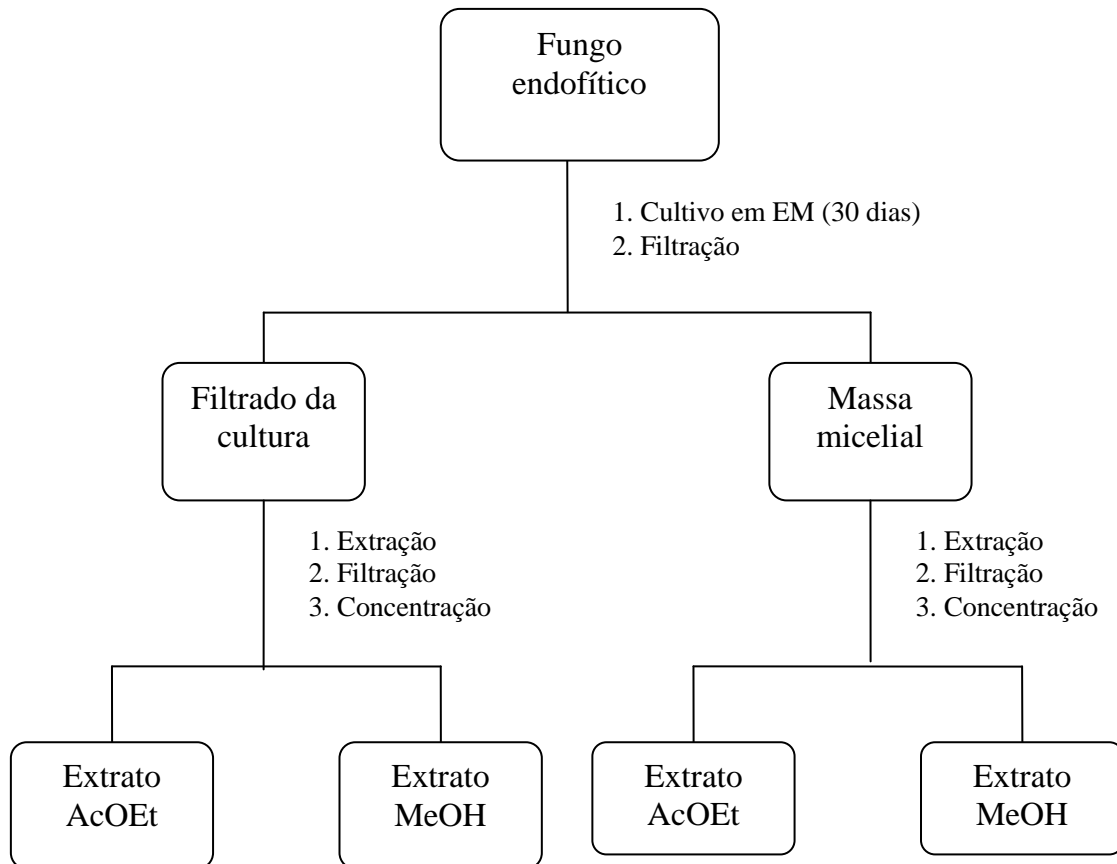 Fungo
endofítico
1. Cultivo em EM (30 dias)
2. Filtração
Filtrado da
cultura
Massa
micelial
1. Extração
2. Filtração
3. Concentração
1. Extração
2. Filtração
3. Concentração
Extrato
AcOEt
Extrato
MeOH
Extrato
AcOEt
Extrato
MeOH